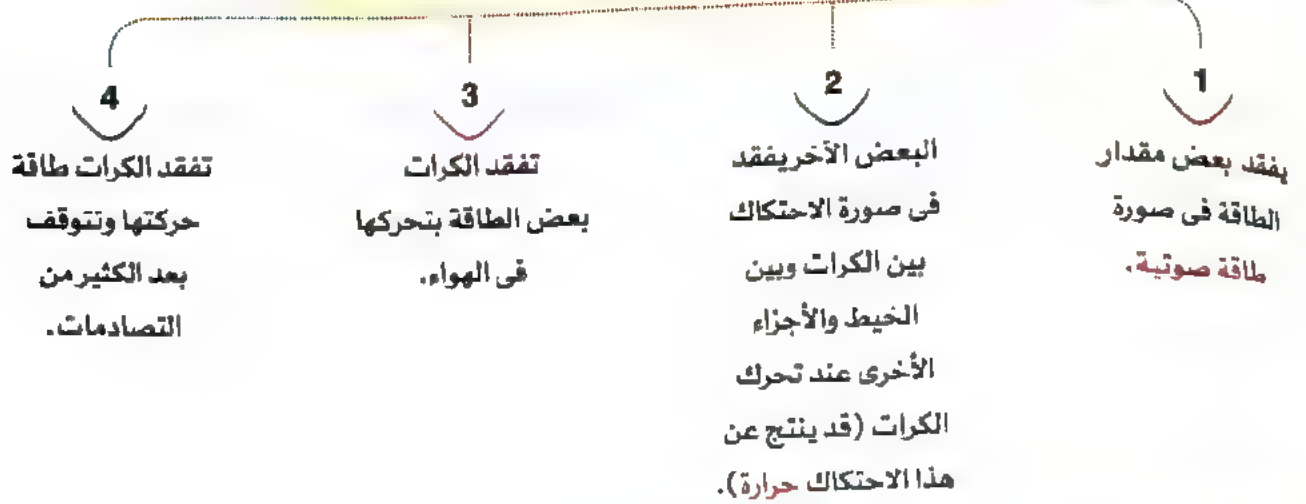 1
يفقد بعض مقدار
الطاقة فى صورة
طاقة صوتية.
2
البعض الآخر يفقد
فى صورة الاحتكاك
بين الكرات وبين
الخيط والأجزاء
الأخرى عند تحرك
الكرات (قد ينتج عن
هذا الاحتكاك حرارة).
3
تفقد الكرات
بعض الطاقة بتحركها
فى الهواء.
4
تفقد الكرات طاقة
حركتها وتتوقف
بعد الكثير من
التصادمات.